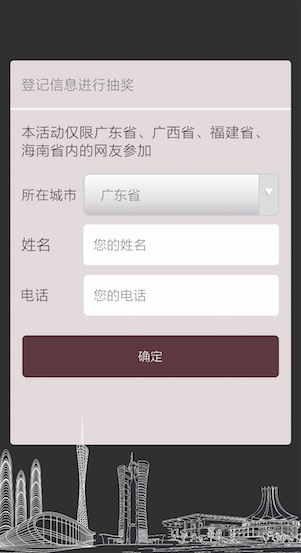 登记信息进行抽奖
本活动仅限广东省、广西省、福建省、
海南省内的网友参加
所在城市 广东省
姓名 您的姓名
电话 您的电话
确定